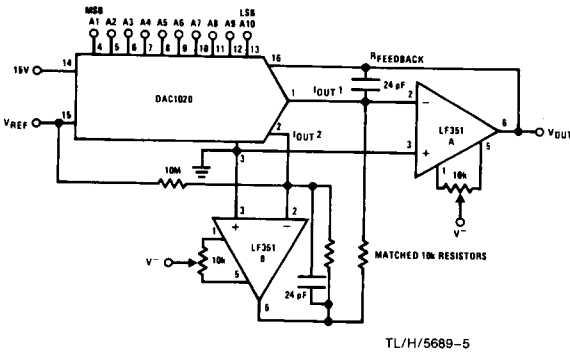 MSB LSB
A1 A2 A3 A4 A5 A6 A7 A8 A9 A10
4 5 6 7 8 9 10 11 12 13
15V 14
16 RFEEDBACK
24 pF
DAC1020
1 IOUT 1
2 - 6 VOUT
LF351
A
VREF 15
2 IOUT 2
3
3 +
5
1 10k
V-
10M
3 2
+ -
1 LF351
B
V- 10k
5
24 pF
6
MATCHED 10k RESISTORS
TL/H/5689-5